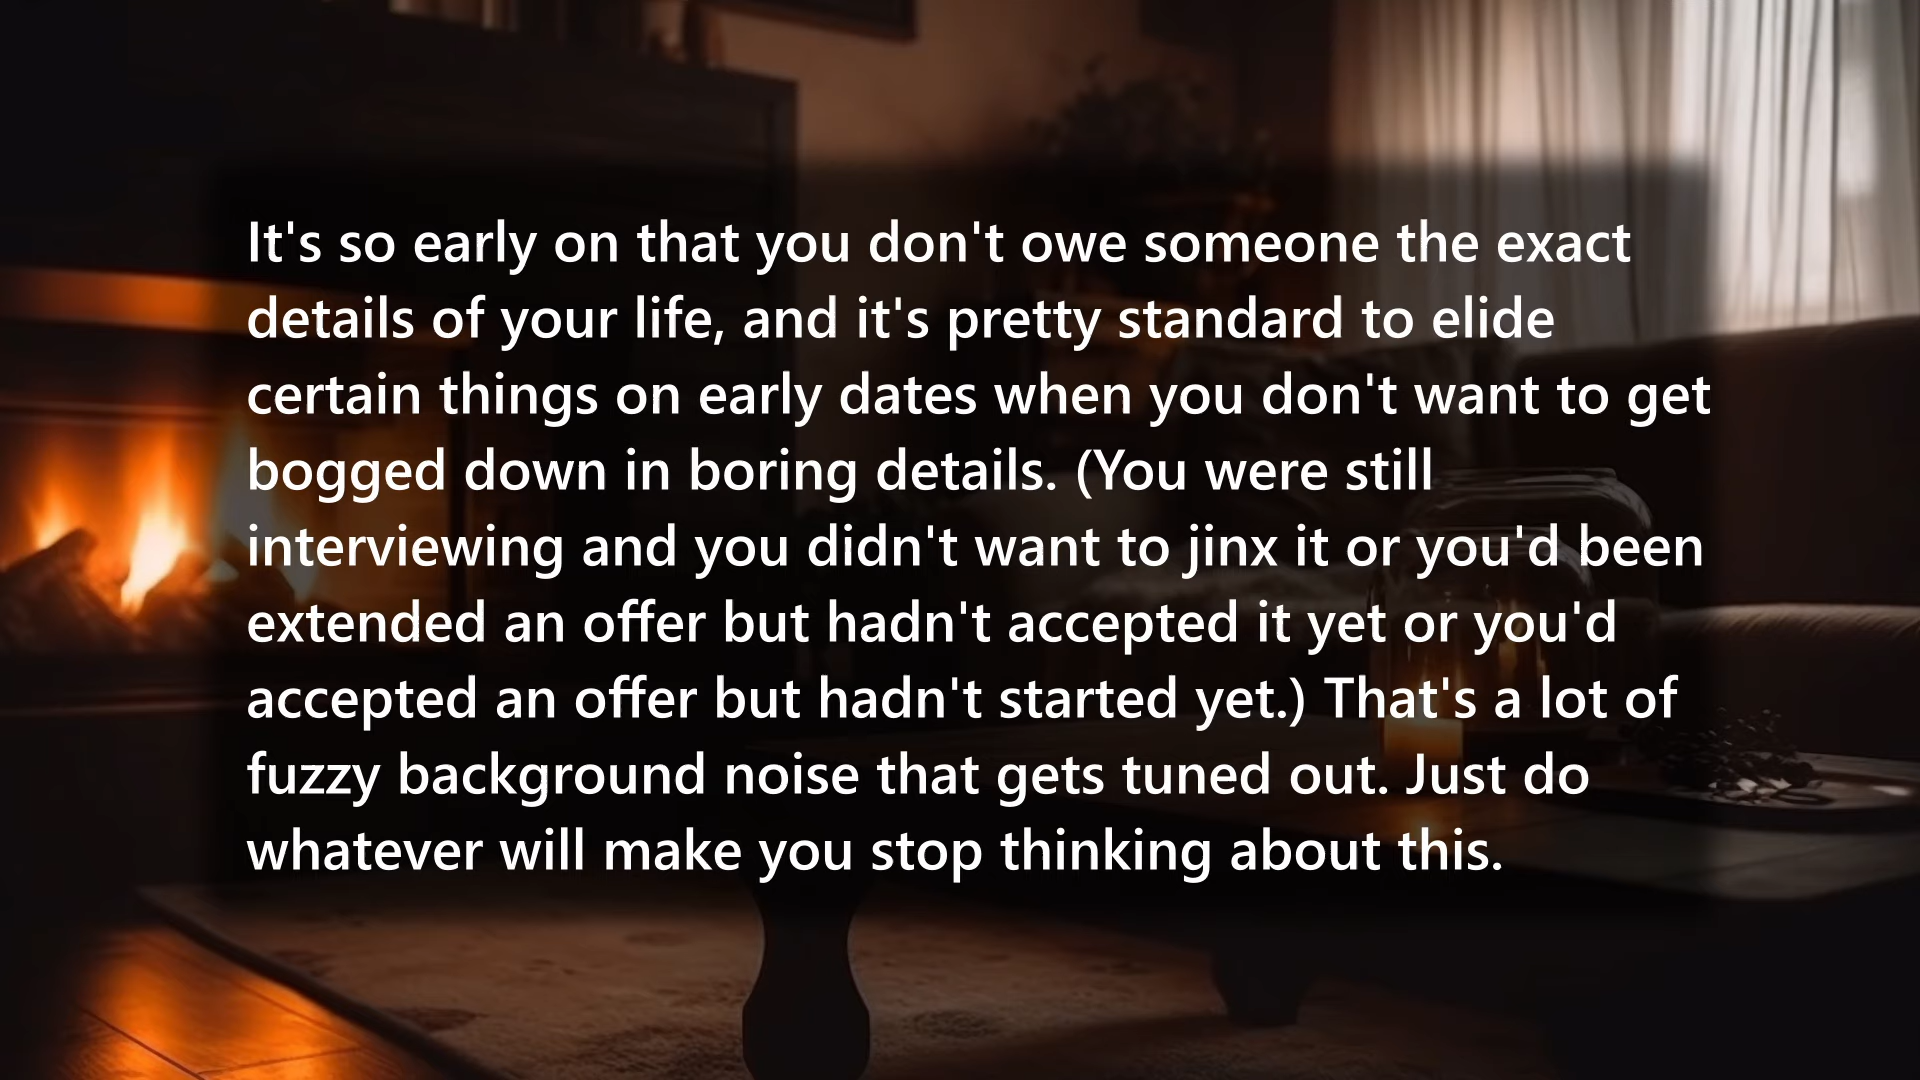 It's so early on that you don't owe someone the exact
details of your life, and it's pretty standard to elide
certain things on early dates when you don't want to get
bogged down in boring details. (You were still
interviewing and you didn't want to jinx it or you'd been
extended an offer but hadn't accepted it yet or you'd
accepted an offer but hadn't started yet.) That's a lot of
fuzzy background noise that gets tuned out. Just do
whatever will make you stop thinking about this.